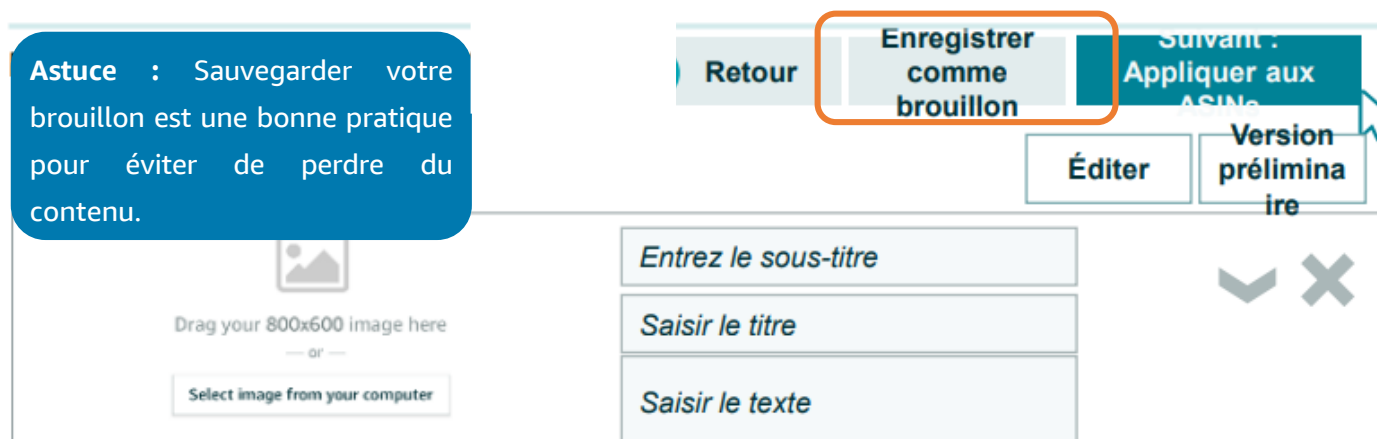 Astuce : Sauvegarder votre
brouillon est une bonne pratique
pour éviter de perdre du
contenu.
Retour
Enregistrer
comme
brouillon
Suivant :
Appliquer aux
ASINs
Éditer
Version
prélimina
ire
Drag your 800x600 image here
— or —
Select image from your computer
Entrez le sous-titre
Saisir le titre
Saisir le texte